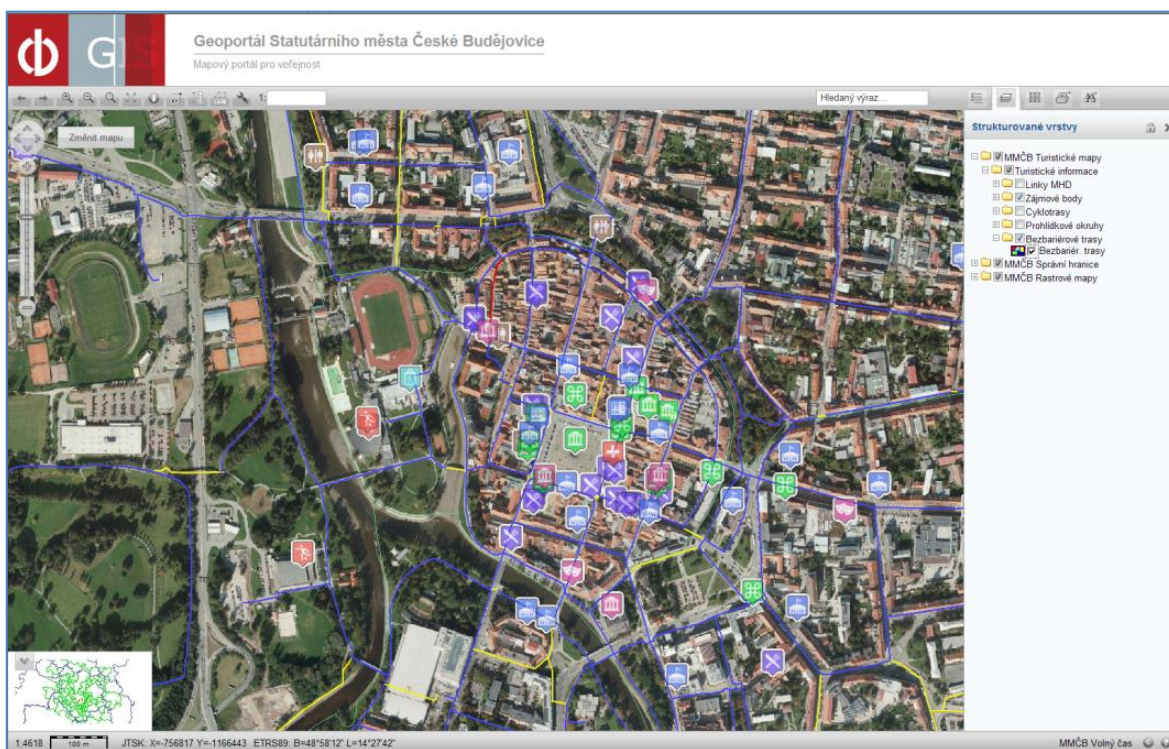 GIS
Geoportál Statutárního města České Budějovice
Mapový portál pro veřejnost
1:
Hledaný výraz...
Změnit mapu
Strukturované vrstvy
MMČB Turistické mapy
Turistické informace
Linky MHD
Zájmové body
Cyklotrasy
Prohlídkové okruhy
Bezbariérové trasy
Bezbariér. trasy
MMČB Správní hranice
MMČB Rastrové mapy
1:4618 100 m JTSK: X=-756817 Y=-1166443 ETRS89: B=48°58'12" L=14°27'42" MMČB Volný čas